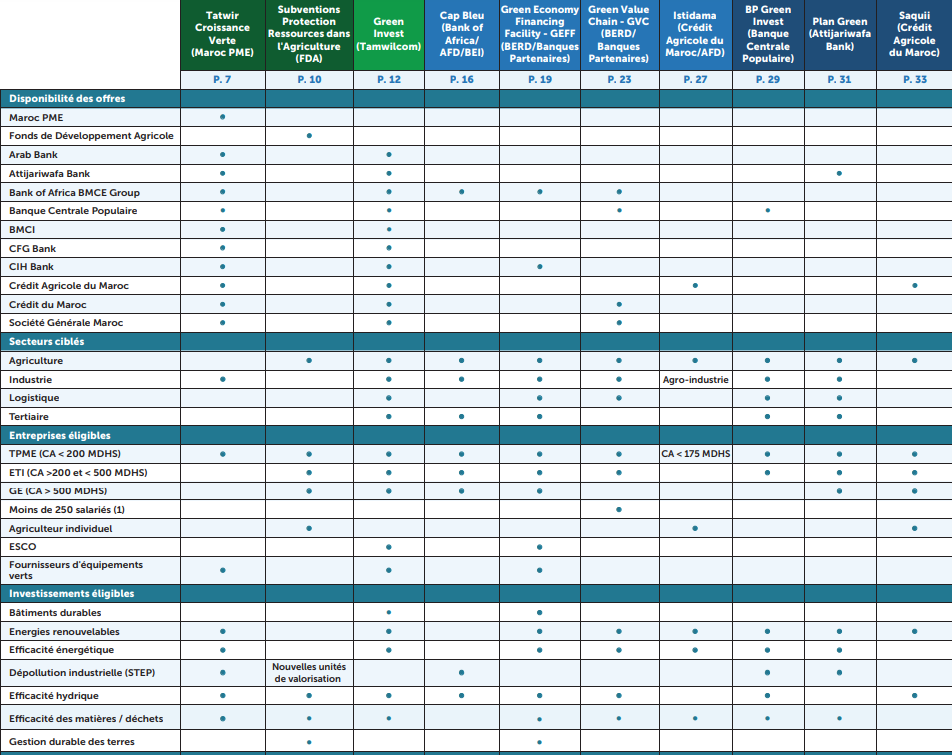 Tatwir
Croissance
Verte
(Maroc PME)
Subventions
Protection
Ressources dans
l'Agriculture
(FDA)
Green
Invest
(Tamwilcom)
Cap Bleu
(Bank of
Africa/
AFD/BEI)
Green Economy
Financing
Facility - GEFF
(BERD/Banques
Partenaires)
Green Value
Chain - GVC
(BERD/
Banques
Partenaires)
Istidama
(Crédit
Agricole du
Maroc/AFD)
BP Green
Invest
(Banque
Centrale
Populaire)
Plan Green
(Attijariwafa
Bank)
Saquii
(Crédit
Agricole
du Maroc)
P. 7 P. 10 P. 12 P. 16 P. 19 P. 23 P. 27 P. 29 P. 31 P. 33
Disponibilité des offres
Maroc PME •
Fonds de Développement Agricole •
Arab Bank • •
Attijariwafa Bank • • •
Bank of Africa BMCE Group • • • • •
Banque Centrale Populaire • • • •
BMCI • •
CFG Bank • •
CIH Bank • • •
Crédit Agricole du Maroc • • • •
Crédit du Maroc • • •
Société Générale Maroc • • •
Secteurs ciblés
Agriculture • • • • • • • • •
Industrie • • • • • Agro-industrie • •
Logistique • • • • •
Tertiaire • • • • •
Entreprises éligibles
TPME (CA < 200 MDHS) • • • • • • CA < 175 MDHS • • •
ETI (CA >200 et < 500 MDHS) • • • • • • • •
GE (CA > 500 MDHS) • • • • • •
Moins de 250 salariés (1) •
Agriculteur individuel • • •
ESCO • •
Fournisseurs d'équipements
verts • • •
Investissements éligibles
Bâtiments durables • •
Energies renouvelables • • • • • • • •
Efficacité énergétique • • • • • • •
Dépollution industrielle (STEP) • Nouvelles unités
de valorisation • • •
Efficacité hydrique • • • • • • • •
Efficacité des matières / déchets • • • • • • • •
Gestion durable des terres • •